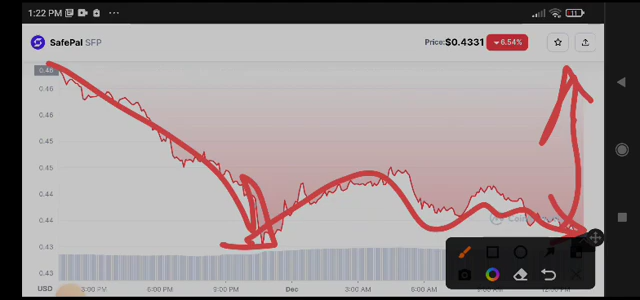 1:22 PM
SafePal SFP
Price:$0.4331 ▾6.54%
0.46
0.46
0.45
0.45
0.44
0.44
0.43
0.43
USD 3:00 PM 6:00 PM 9:00 PM Dec 3:00 AM 6:00 AM 9:00 AM 12:00 PM